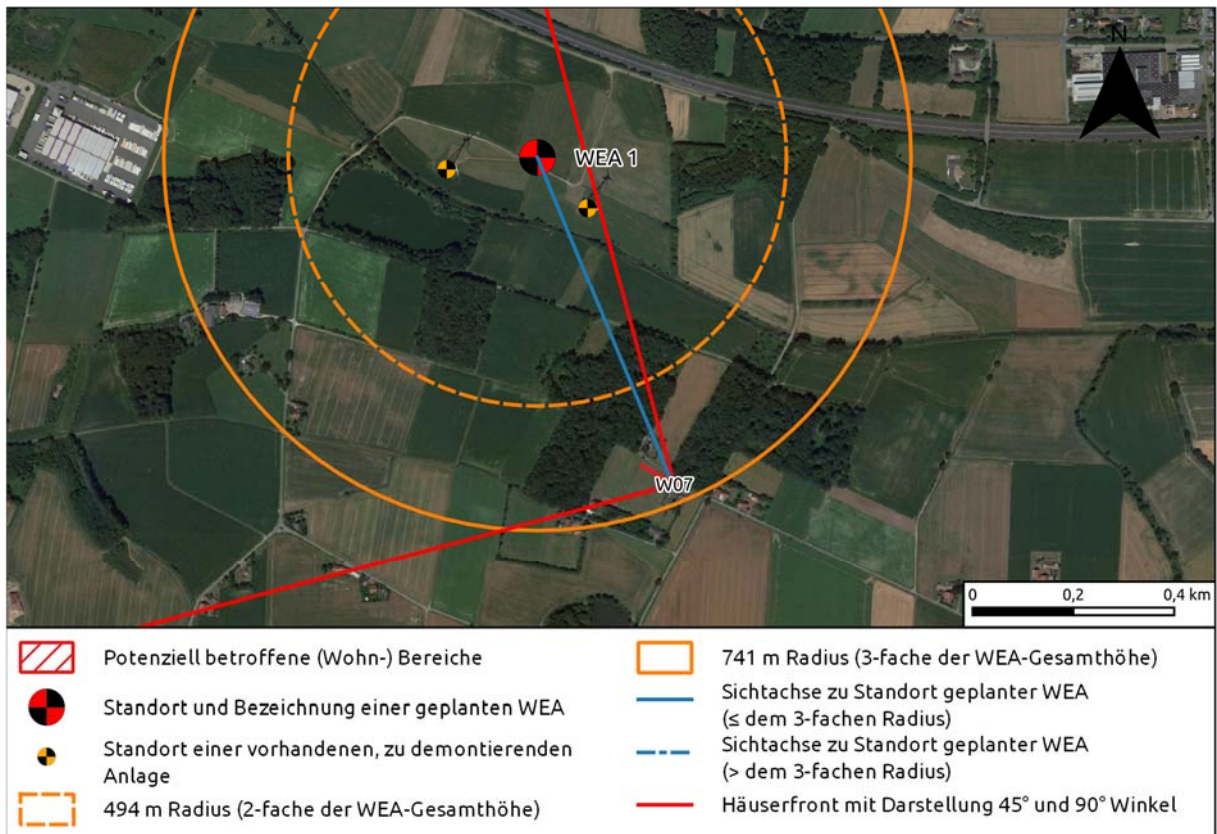 N
WEA 1
W07
0 0,2 0,4 km
Potenziell betroffene (Wohn-) Bereiche
Standort und Bezeichnung einer geplanten WEA
Standort einer vorhandenen, zu demontierenden
Anlage
494 m Radius (2-fache der WEA-Gesamthöhe)
741 m Radius (3-fache der WEA-Gesamthöhe)
Sichtachse zu Standort geplanter WEA
(≤ dem 3-fachen Radius)
Sichtachse zu Standort geplanter WEA
(> dem 3-fachen Radius)
Häuserfront mit Darstellung 45° und 90° Winkel